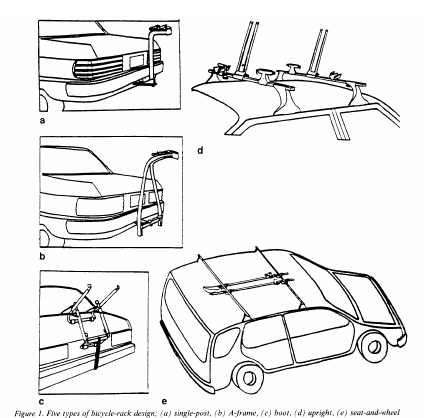 a
d
b
c
e
Figure 1. Five types of bicycle-rack design; (a) single-post, (b) A-frame, (c) boot, (d) upright, (e) seat-and-wheel